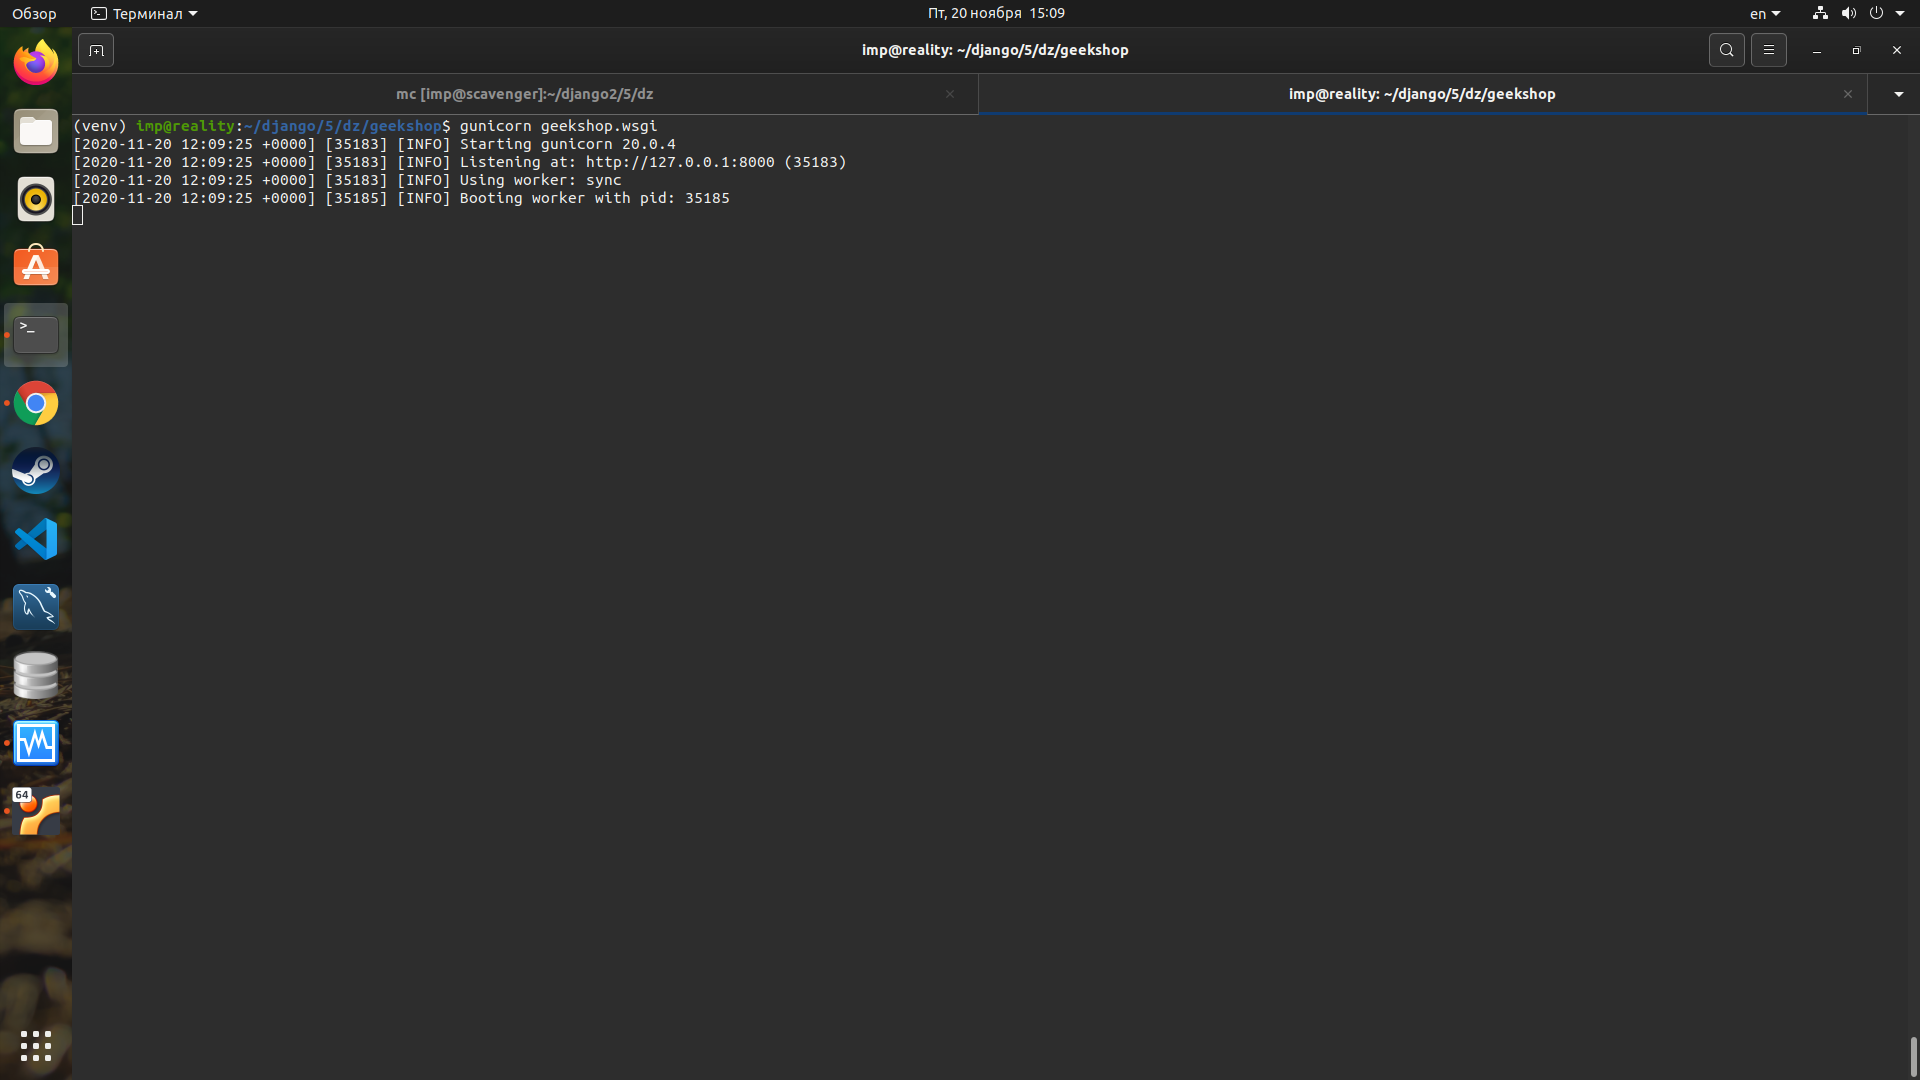 Обзор
Терминал
Пт, 20 ноября 15:09
en
imp@reality: ~/django/5/dz/geekshop
mc [imp@scavenger]:~/django2/5/dz
imp@reality: ~/django/5/dz/geekshop
(venv) imp@reality:~/django/5/dz/geekshop$ gunicorn geekshop.wsgi
[2020-11-20 12:09:25 +0000] [35183] [INFO] Starting gunicorn 20.0.4
[2020-11-20 12:09:25 +0000] [35183] [INFO] Listening at: http://127.0.0.1:8000 (35183)
[2020-11-20 12:09:25 +0000] [35183] [INFO] Using worker: sync
[2020-11-20 12:09:25 +0000] [35185] [INFO] Booting worker with pid: 35185
>_
64